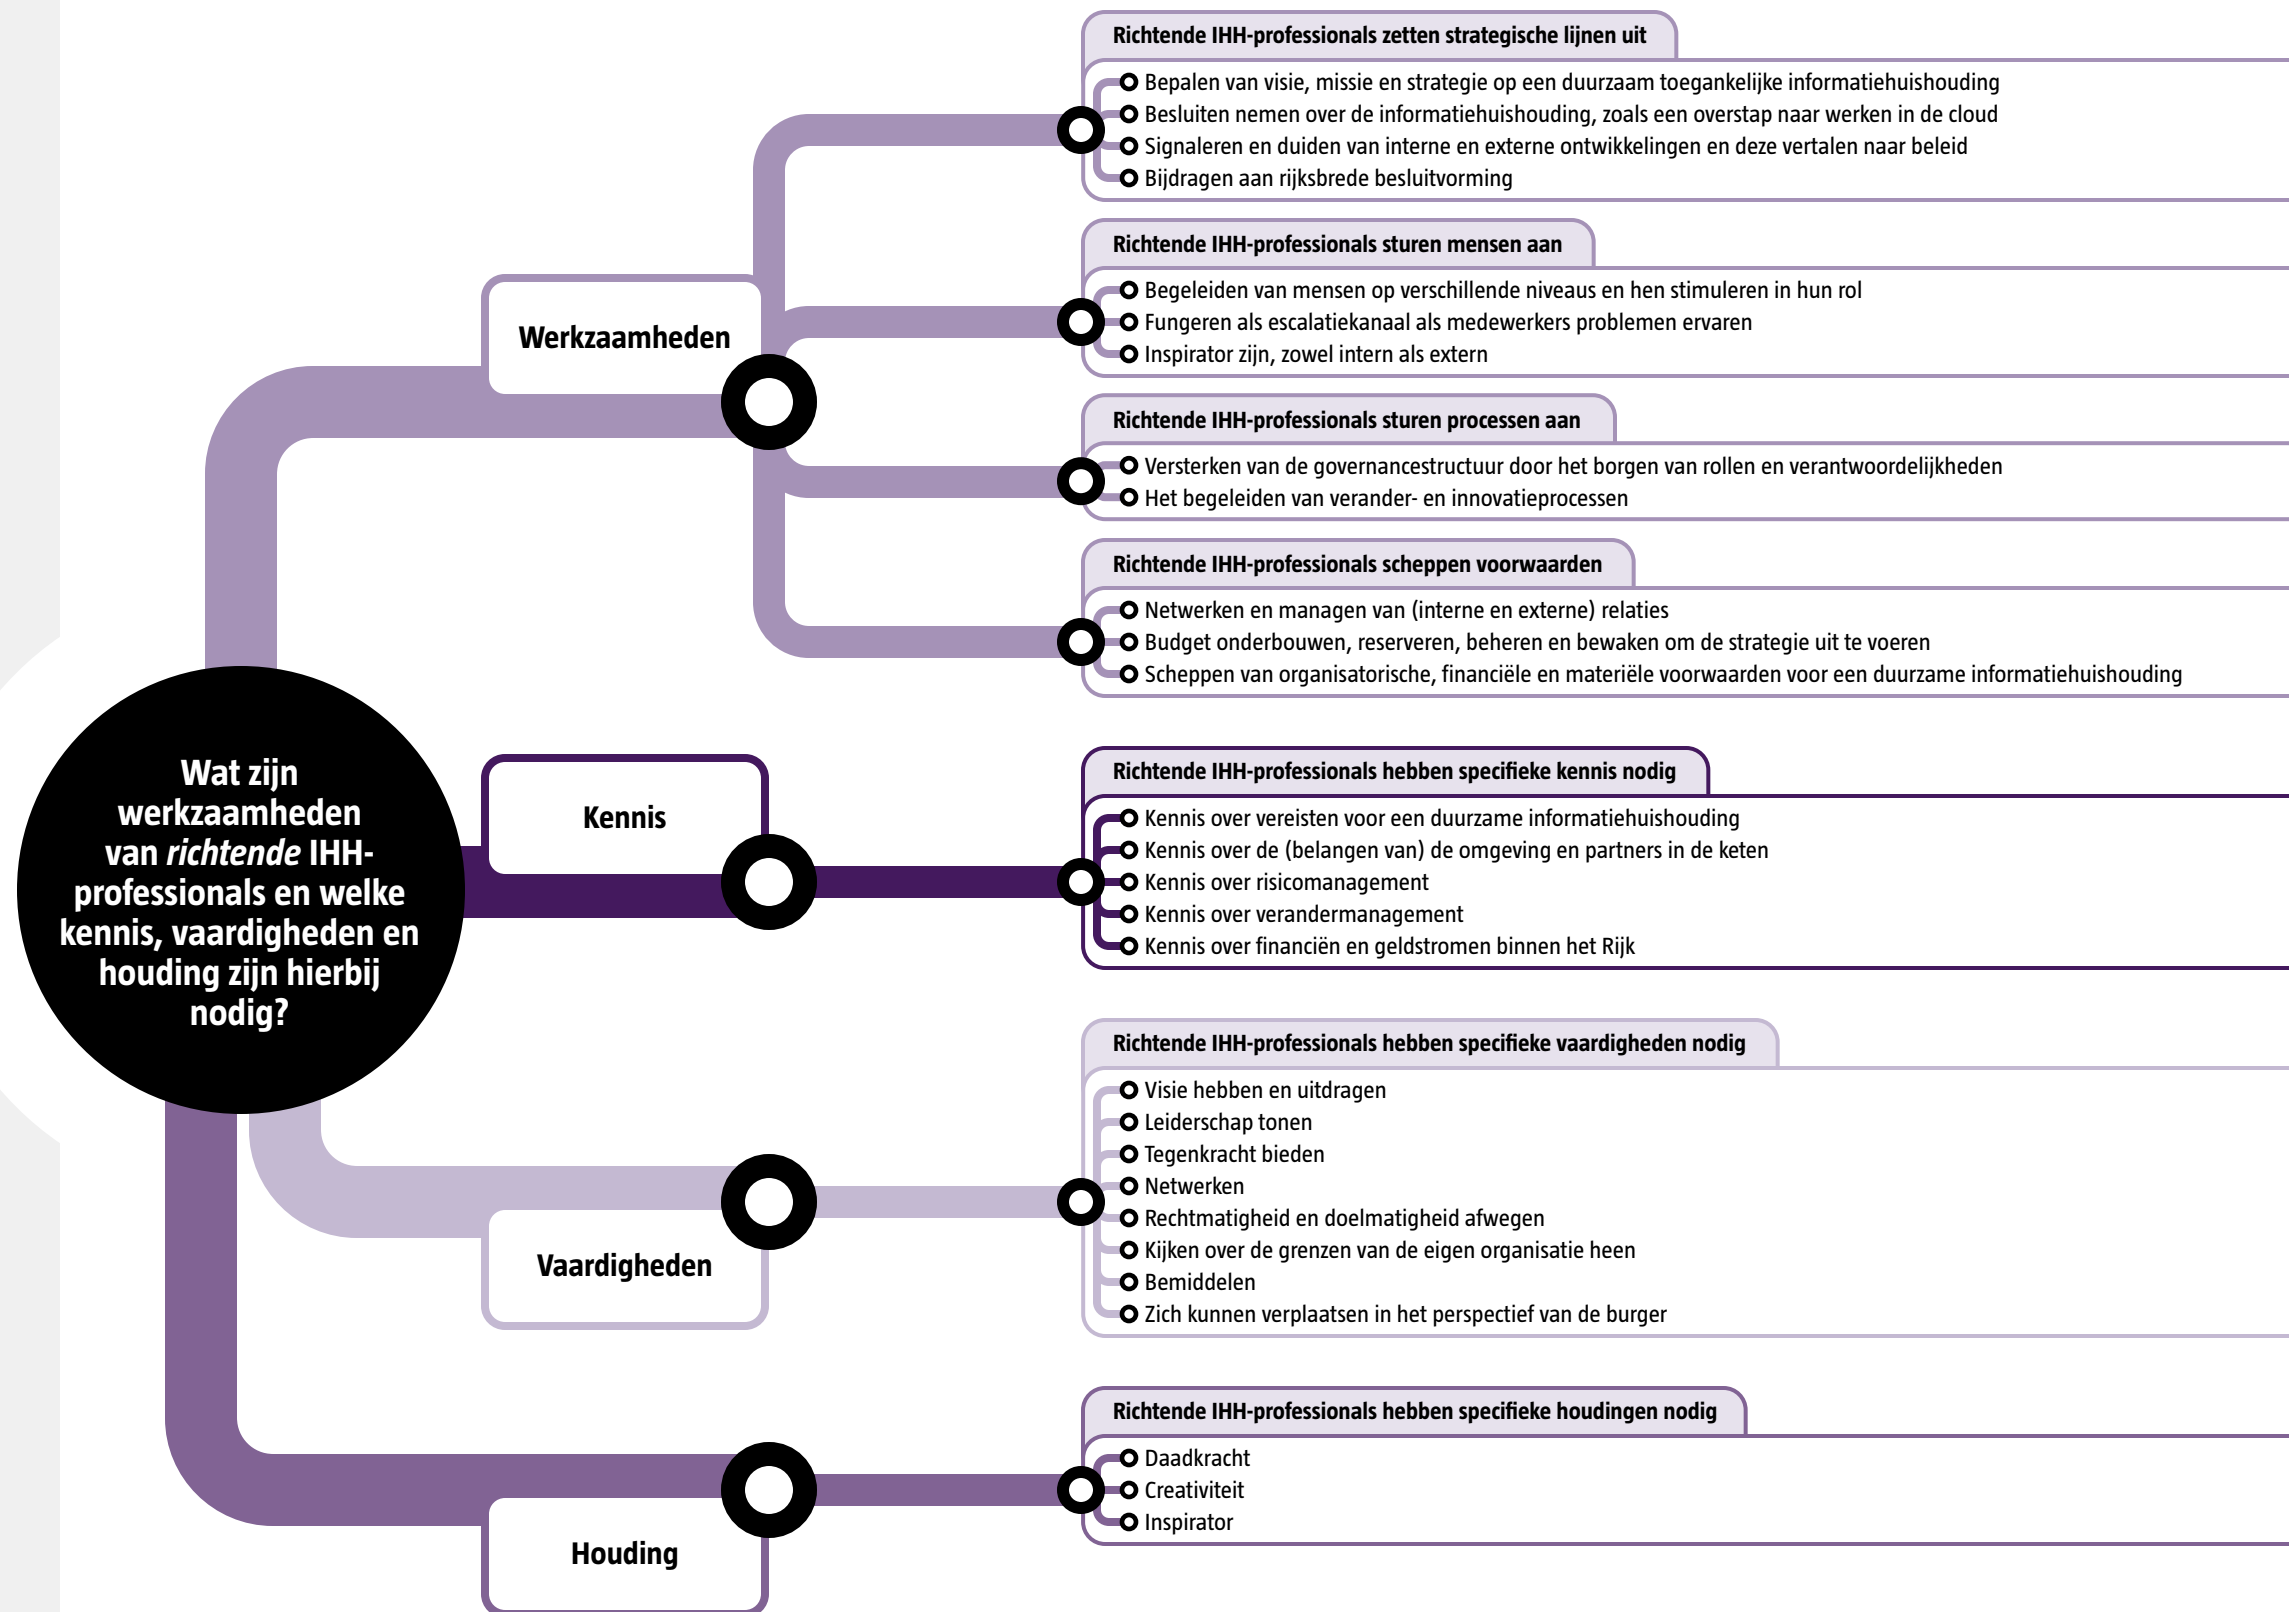 Wat zijn
werkzaamheden
van richtende IHH-
professionals en welke
kennis, vaardigheden en
houding zijn hierbij
nodig?
Werkzaamheden
Richtende IHH-professionals zetten strategische lijnen uit
Bepalen van visie, missie en strategie op een duurzaam toegankelijke informatiehuishouding
Besluiten nemen over de informatiehuishouding, zoals een overstap naar werken in de cloud
Signaleren en duiden van interne en externe ontwikkelingen en deze vertalen naar beleid
Bijdragen aan rijksbrede besluitvorming
Richtende IHH-professionals sturen mensen aan
Begeleiden van mensen op verschillende niveaus en hen stimuleren in hun rol
Fungeren als escalatiekanaal als medewerkers problemen ervaren
Inspirator zijn, zowel intern als extern
Richtende IHH-professionals sturen processen aan
Versterken van de governancestructuur door het borgen van rollen en verantwoordelijkheden
Het begeleiden van verander- en innovatieprocessen
Richtende IHH-professionals scheppen voorwaarden
Netwerken en managen van (interne en externe) relaties
Budget onderbouwen, reserveren, beheren en bewaken om de strategie uit te voeren
Scheppen van organisatorische, financiële en materiële voorwaarden voor een duurzame informatiehuishouding
Kennis
Richtende IHH-professionals hebben specifieke kennis nodig
Kennis over vereisten voor een duurzame informatiehuishouding
Kennis over de (belangen van) de omgeving en partners in de keten
Kennis over risicomanagement
Kennis over verandermanagement
Kennis over financiën en geldstromen binnen het Rijk
Vaardigheden
Richtende IHH-professionals hebben specifieke vaardigheden nodig
Visie hebben en uitdragen
Leiderschap tonen
Tegenkracht bieden
Netwerken
Rechtmatigheid en doelmatigheid afwegen
Kijken over de grenzen van de eigen organisatie heen
Bemiddelen
Zich kunnen verplaatsen in het perspectief van de burger
Houding
Richtende IHH-professionals hebben specifieke houdingen nodig
Daadkracht
Creativiteit
Inspirator